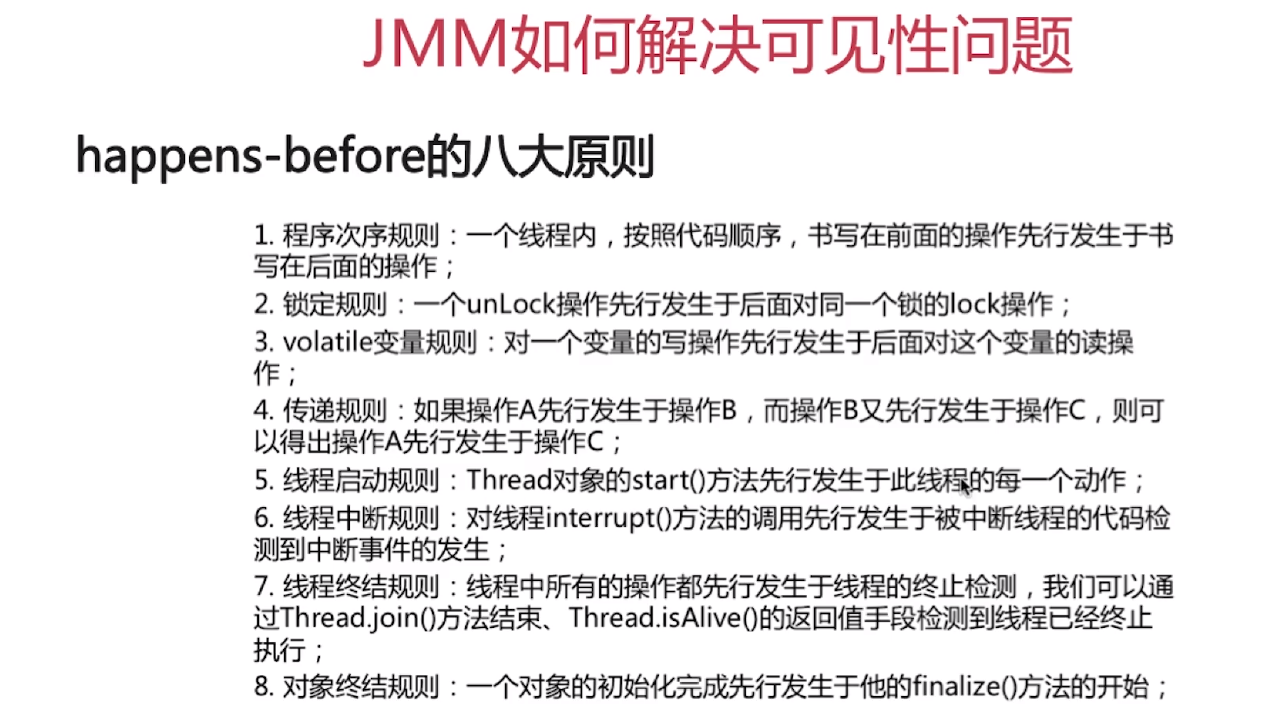 JMM如何解决可见性问题
happens-before的八大原则
1. 程序次序规则：一个线程内，按照代码顺序，书写在前面的操作先行发生于书
写在后面的操作；
2. 锁定规则：一个unLock操作先行发生于后面对同一个锁的lock操作；
3. volatile变量规则：对一个变量的写操作先行发生于后面对这个变量的读操
作；
4. 传递规则：如果操作A先行发生于操作B，而操作B又先行发生于操作C，则可
以得出操作A先行发生于操作C；
5. 线程启动规则：Thread对象的start()方法先行发生于此线程的每一个动作；
6. 线程中断规则：对线程interrupt()方法的调用先行发生于被中断线程的代码检
测到中断事件的发生；
7. 线程终结规则：线程中所有的操作都先行发生于线程的终止检测，我们可以通
过Thread.join()方法结束、Thread.isAlive()的返回值手段检测到线程已经终止
执行；
8. 对象终结规则：一个对象的初始化完成先行发生于他的finalize()方法的开始；